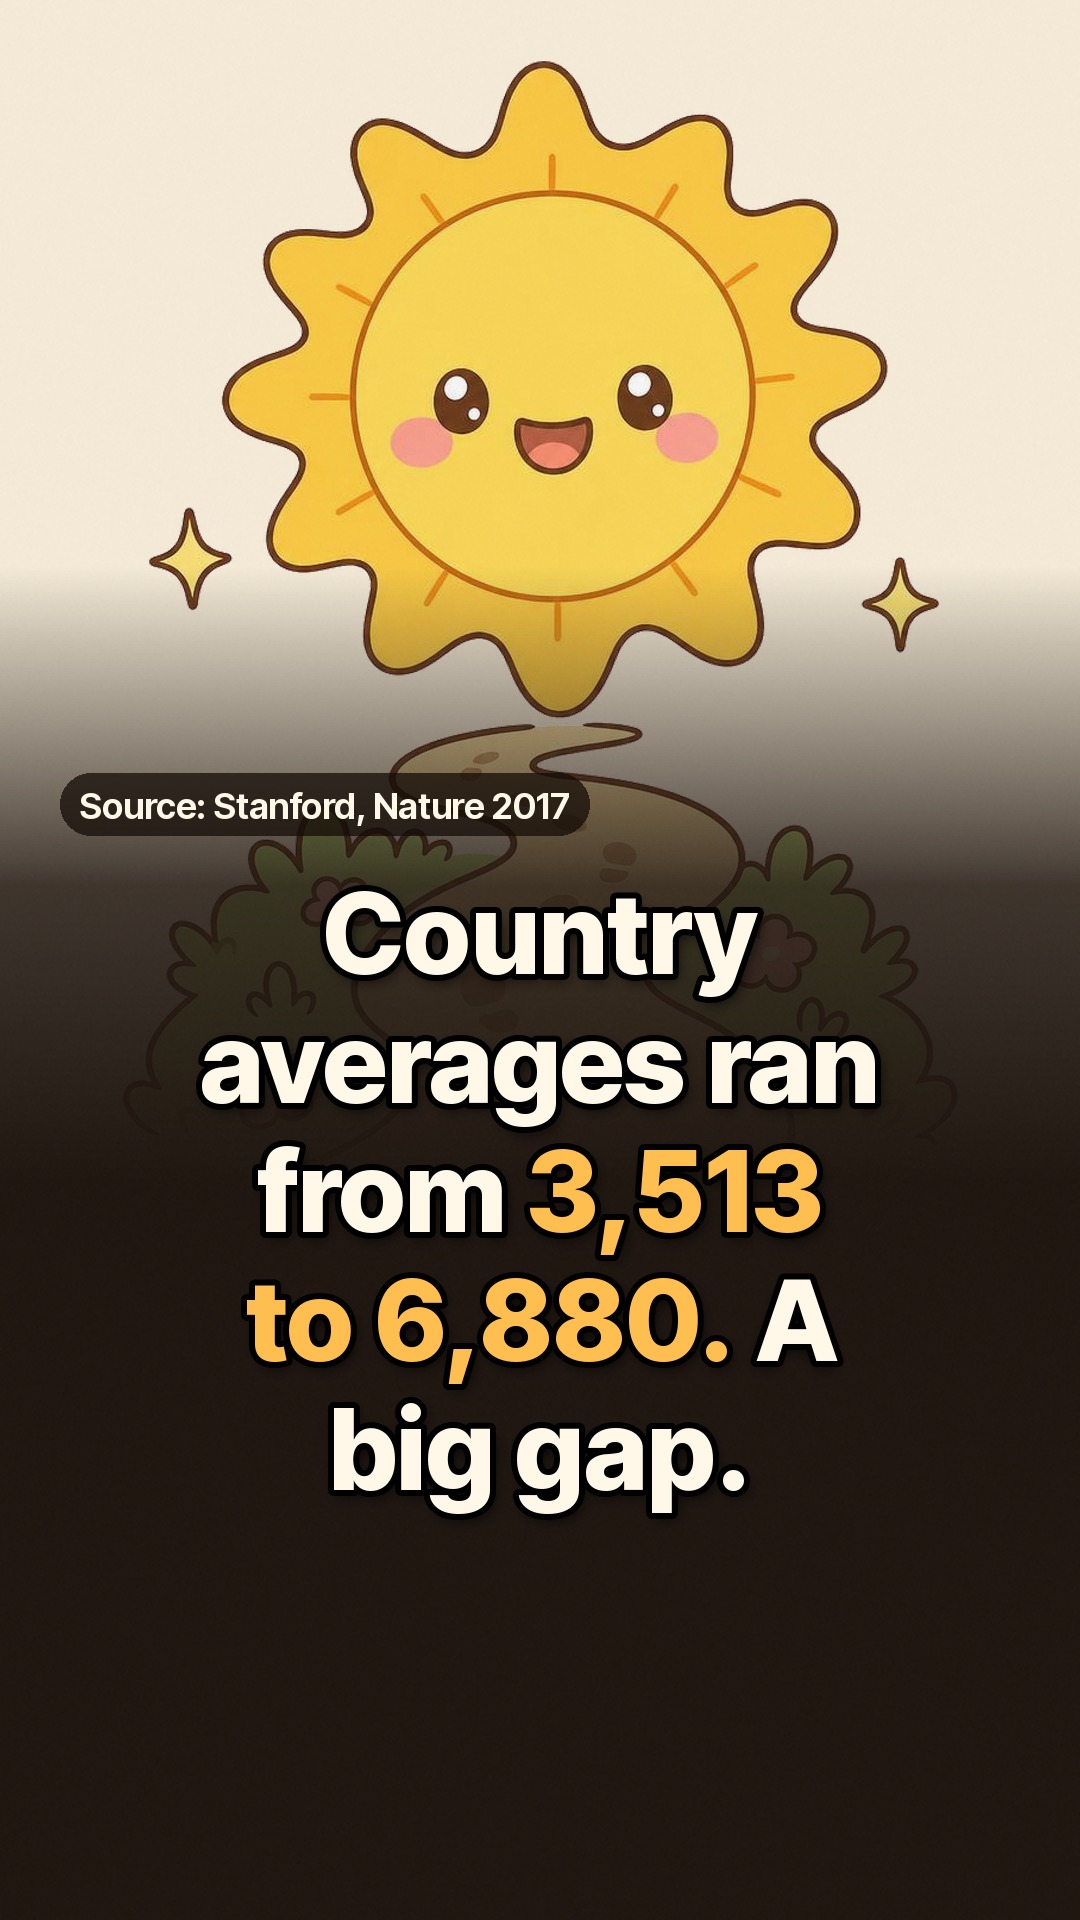 Source: Stanford, Nature 2017
Country
averages ran
from 3,513
to 6,880. A
big gap.